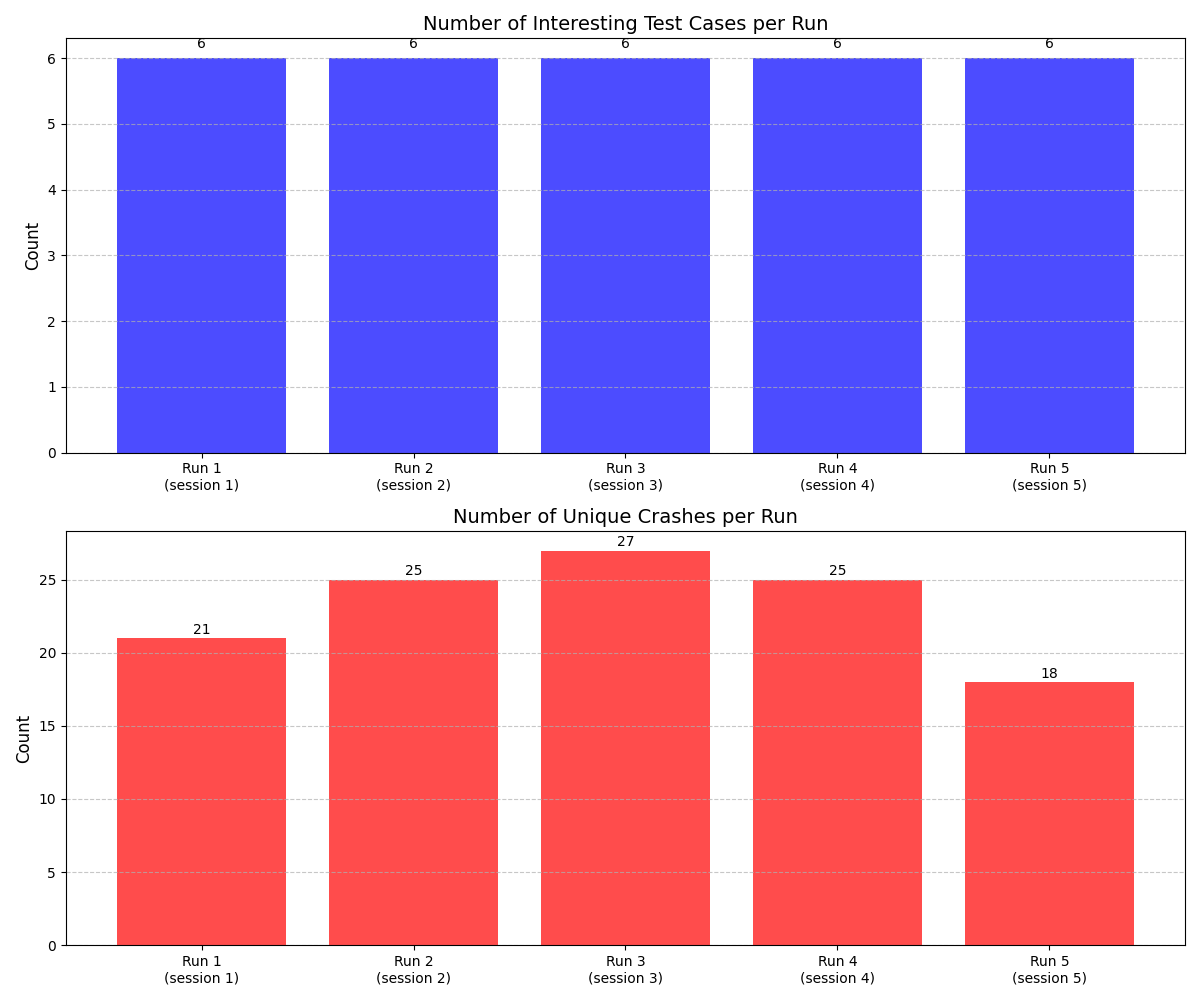 Number of Interesting Test Cases per Run
6 6 6 6 6
6
5
4
3
2
1
0
Count
Run 1 Run 2 Run 3 Run 4 Run 5
(session 1) (session 2) (session 3) (session 4) (session 5)
Number of Unique Crashes per Run
27
25 25
21
18
25
20
15
10
5
0
Count
Run 1 Run 2 Run 3 Run 4 Run 5
(session 1) (session 2) (session 3) (session 4) (session 5)